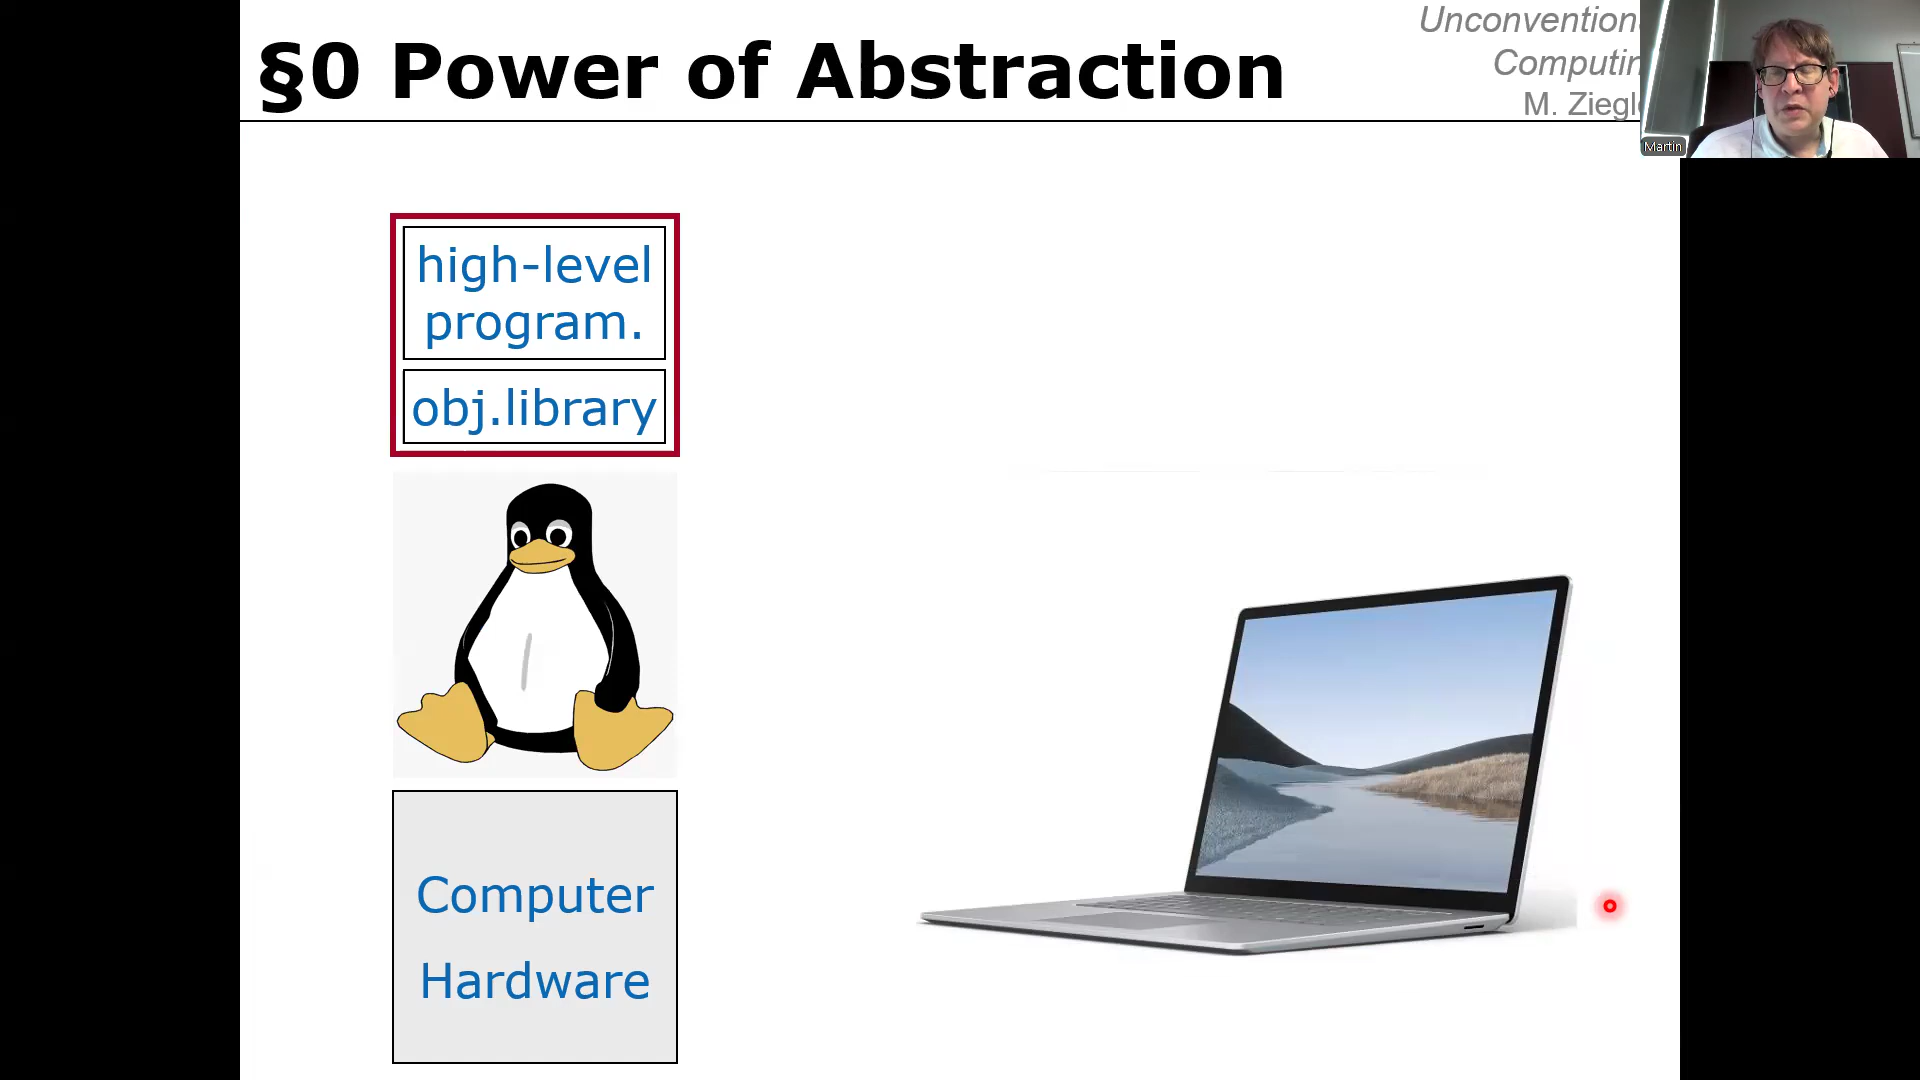 §0 Power of Abstraction
Unconvention
Computin
M. Ziegl
Martin
high-level
program.
obj.library
Computer
Hardware